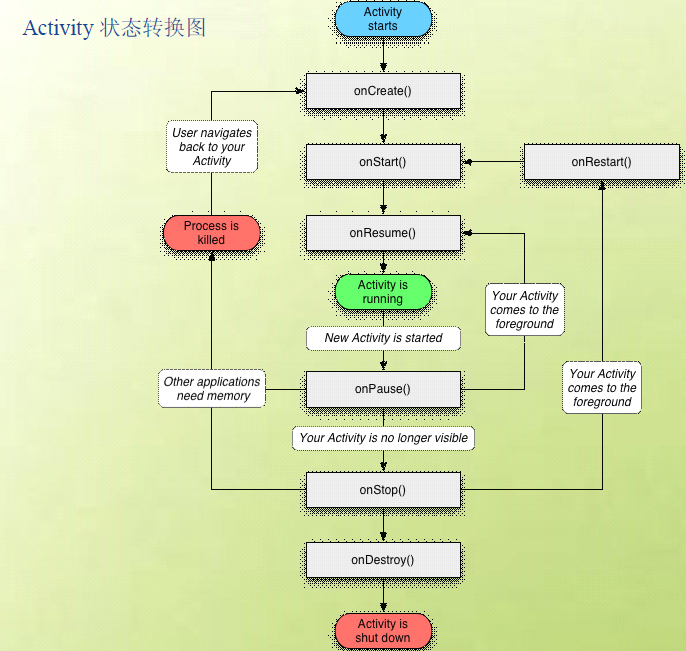 Activity 状态转换图
Activity
starts
onCreate()
User navigates
back to your
Activity
onStart()
onRestart()
Process is
killed
onResume()
Activity is
running
Your Activity
comes to the
foreground
New Activity is started
Other applications
need memory
onPause()
Your Activity
comes to the
foreground
Your Activity is no longer visible
onStop()
onDestroy()
Activity is
shut down